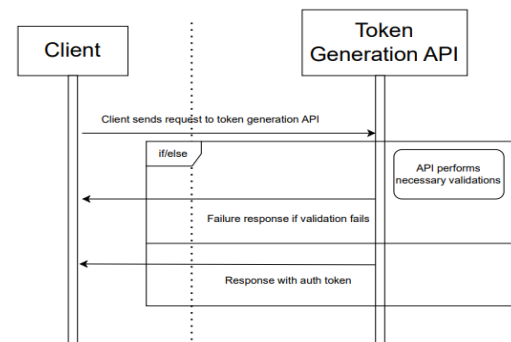 Client
Token
Generation API
Client sends request to token generation API
if/else
API performs
necessary validations
Failure response if validation fails
Response with auth token